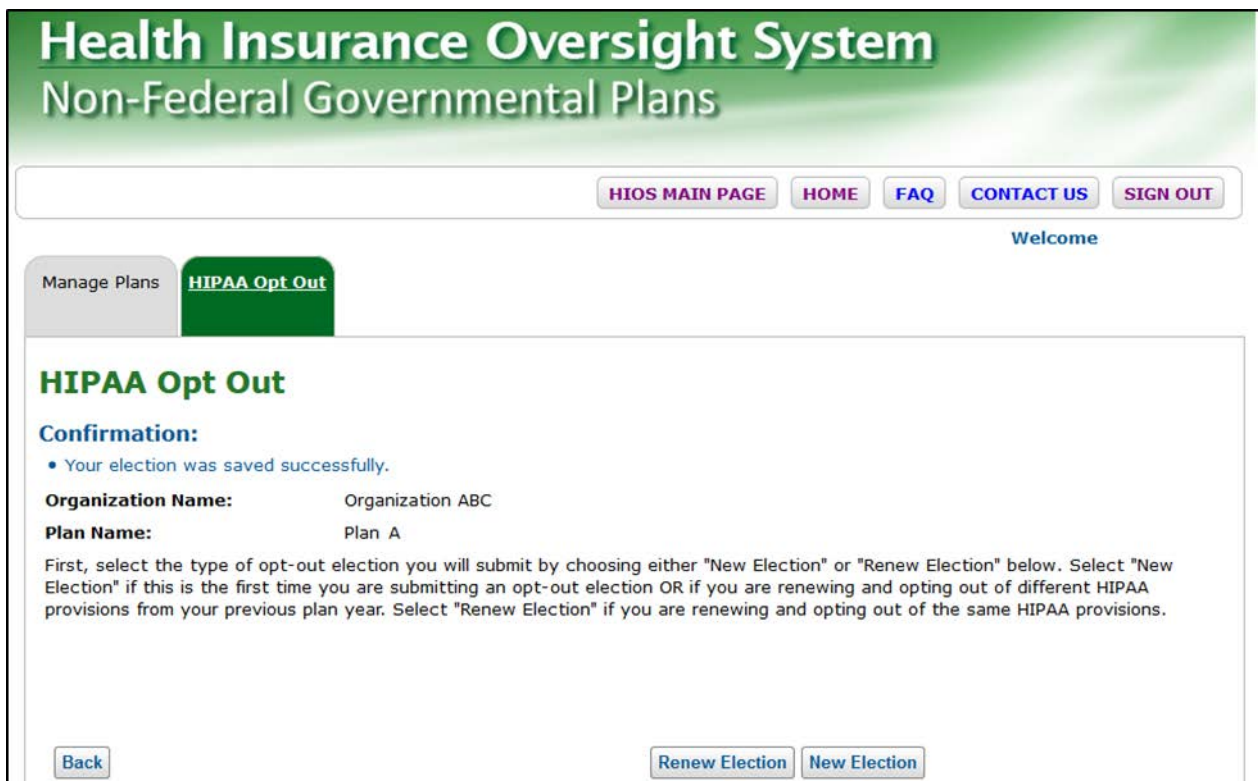 Health Insurance Oversight System
Non-Federal Governmental Plans
HIOS MAIN PAGE HOME FAQ CONTACT US SIGN OUT
Welcome
Manage Plans HIPAA Opt Out
HIPAA Opt Out
Confirmation:
• Your election was saved successfully.
Organization Name: Organization ABC
Plan Name: Plan A
First, select the type of opt-out election you will submit by choosing either "New Election" or "Renew Election" below. Select "New
Election" if this is the first time you are submitting an opt-out election OR if you are renewing and opting out of different HIPAA
provisions from your previous plan year. Select "Renew Election" if you are renewing and opting out of the same HIPAA provisions.
Back Renew Election New Election